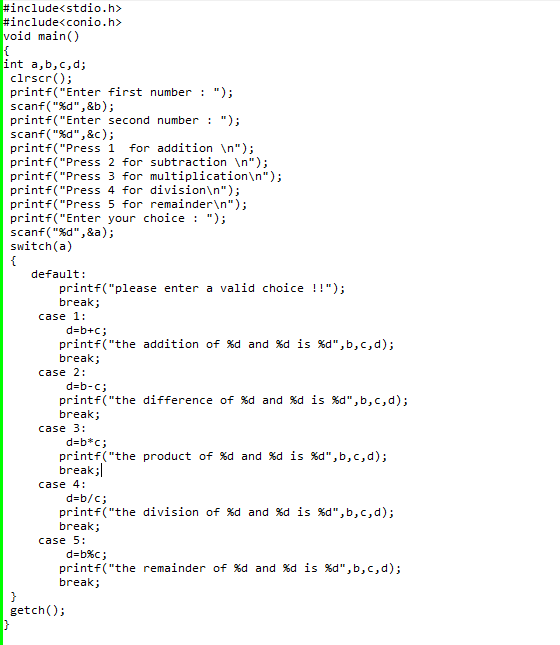 #include<stdio.h>
#include<conio.h>
void main()
{
int a,b,c,d;
 clrscr();
 printf("Enter first number : ");
 scanf("%d",&b);
 printf("Enter second number : ");
 scanf("%d",&c);
 printf("Press 1  for addition \n");
 printf("Press 2 for subtraction \n");
 printf("Press 3 for multiplication\n");
 printf("Press 4 for division\n");
 printf("Press 5 for remainder\n");
 printf("Enter your choice : ");
 scanf("%d",&a);
 switch(a)
 {
    default:
        printf("please enter a valid choice !!");
        break;
     case 1:
         d=b+c;
        printf("the addition of %d and %d is %d",b,c,d);
        break;
     case 2:
         d=b-c;
        printf("the difference of %d and %d is %d",b,c,d);
        break;
     case 3:
         d=b*c;
        printf("the product of %d and %d is %d",b,c,d);
        break;
     case 4:
         d=b/c;
        printf("the division of %d and %d is %d",b,c,d);
        break;
     case 5:
         d=b%c;
        printf("the remainder of %d and %d is %d",b,c,d);
        break;
 }
 getch();
}